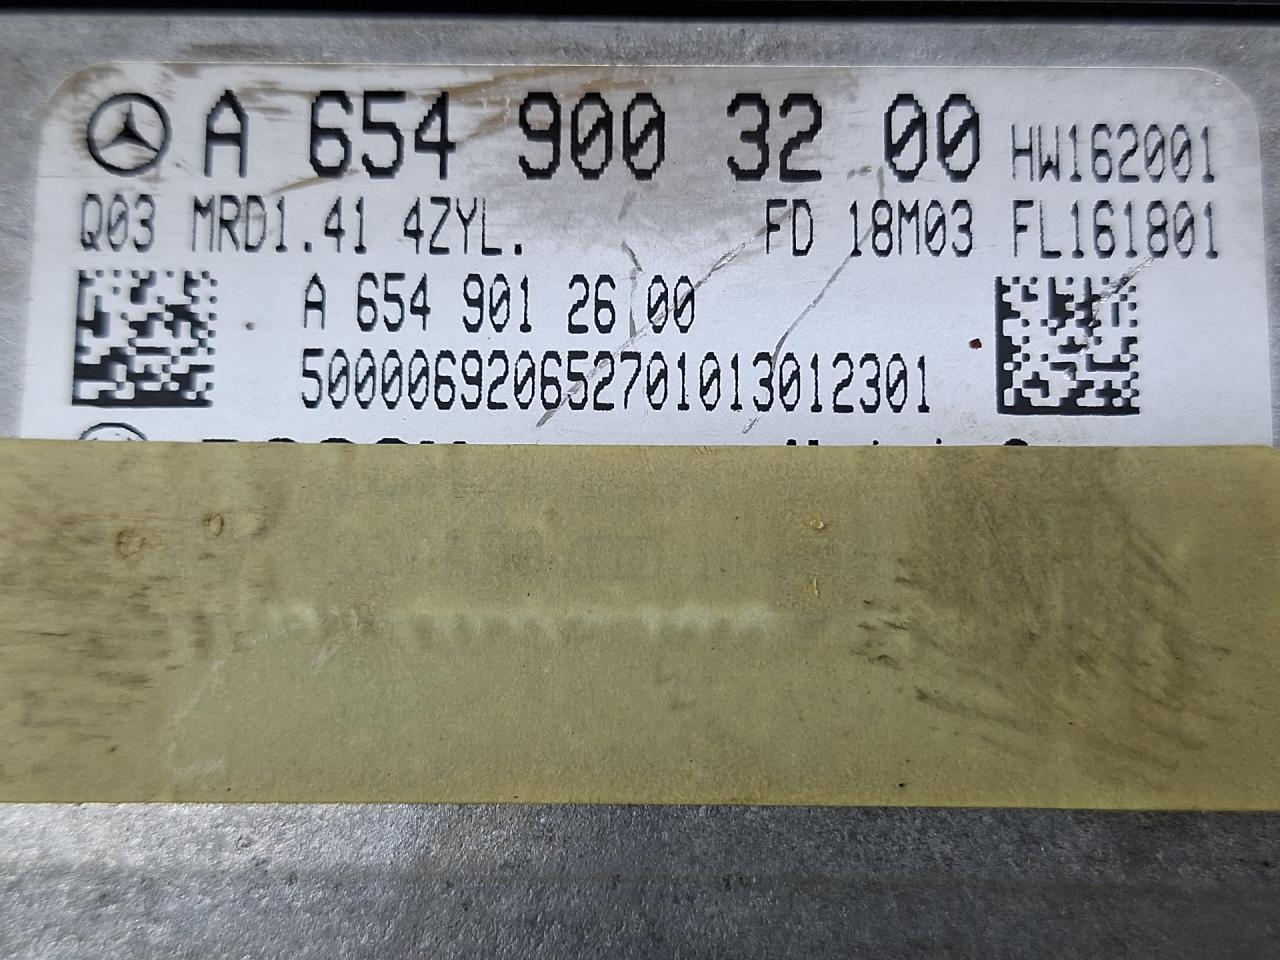 A 654 900 32 00 HW162001
Q03 MRD1.41 4ZYL. FD 18M03 FL161801
A 654 901 26 00
500006920652701013012301